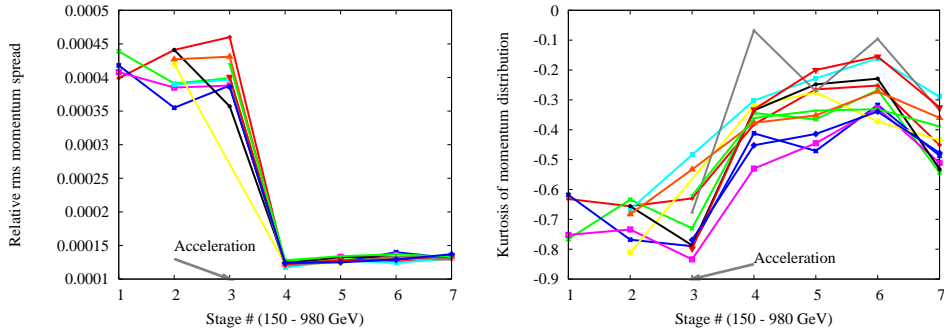 Relative rms momentum spread
0.0005
0.00045
0.0004
0.00035
0.0003
0.00025
0.0002
0.00015
0.0001
Acceleration
1 2 3 4 5 6 7
Stage # (150 - 980 GeV)
Kurtosis of momentum distribution
0
-0.1
-0.2
-0.3
-0.4
-0.5
-0.6
-0.7
-0.8
-0.9
Acceleration
1 2 3 4 5 6 7
Stage # (150 - 980 GeV)